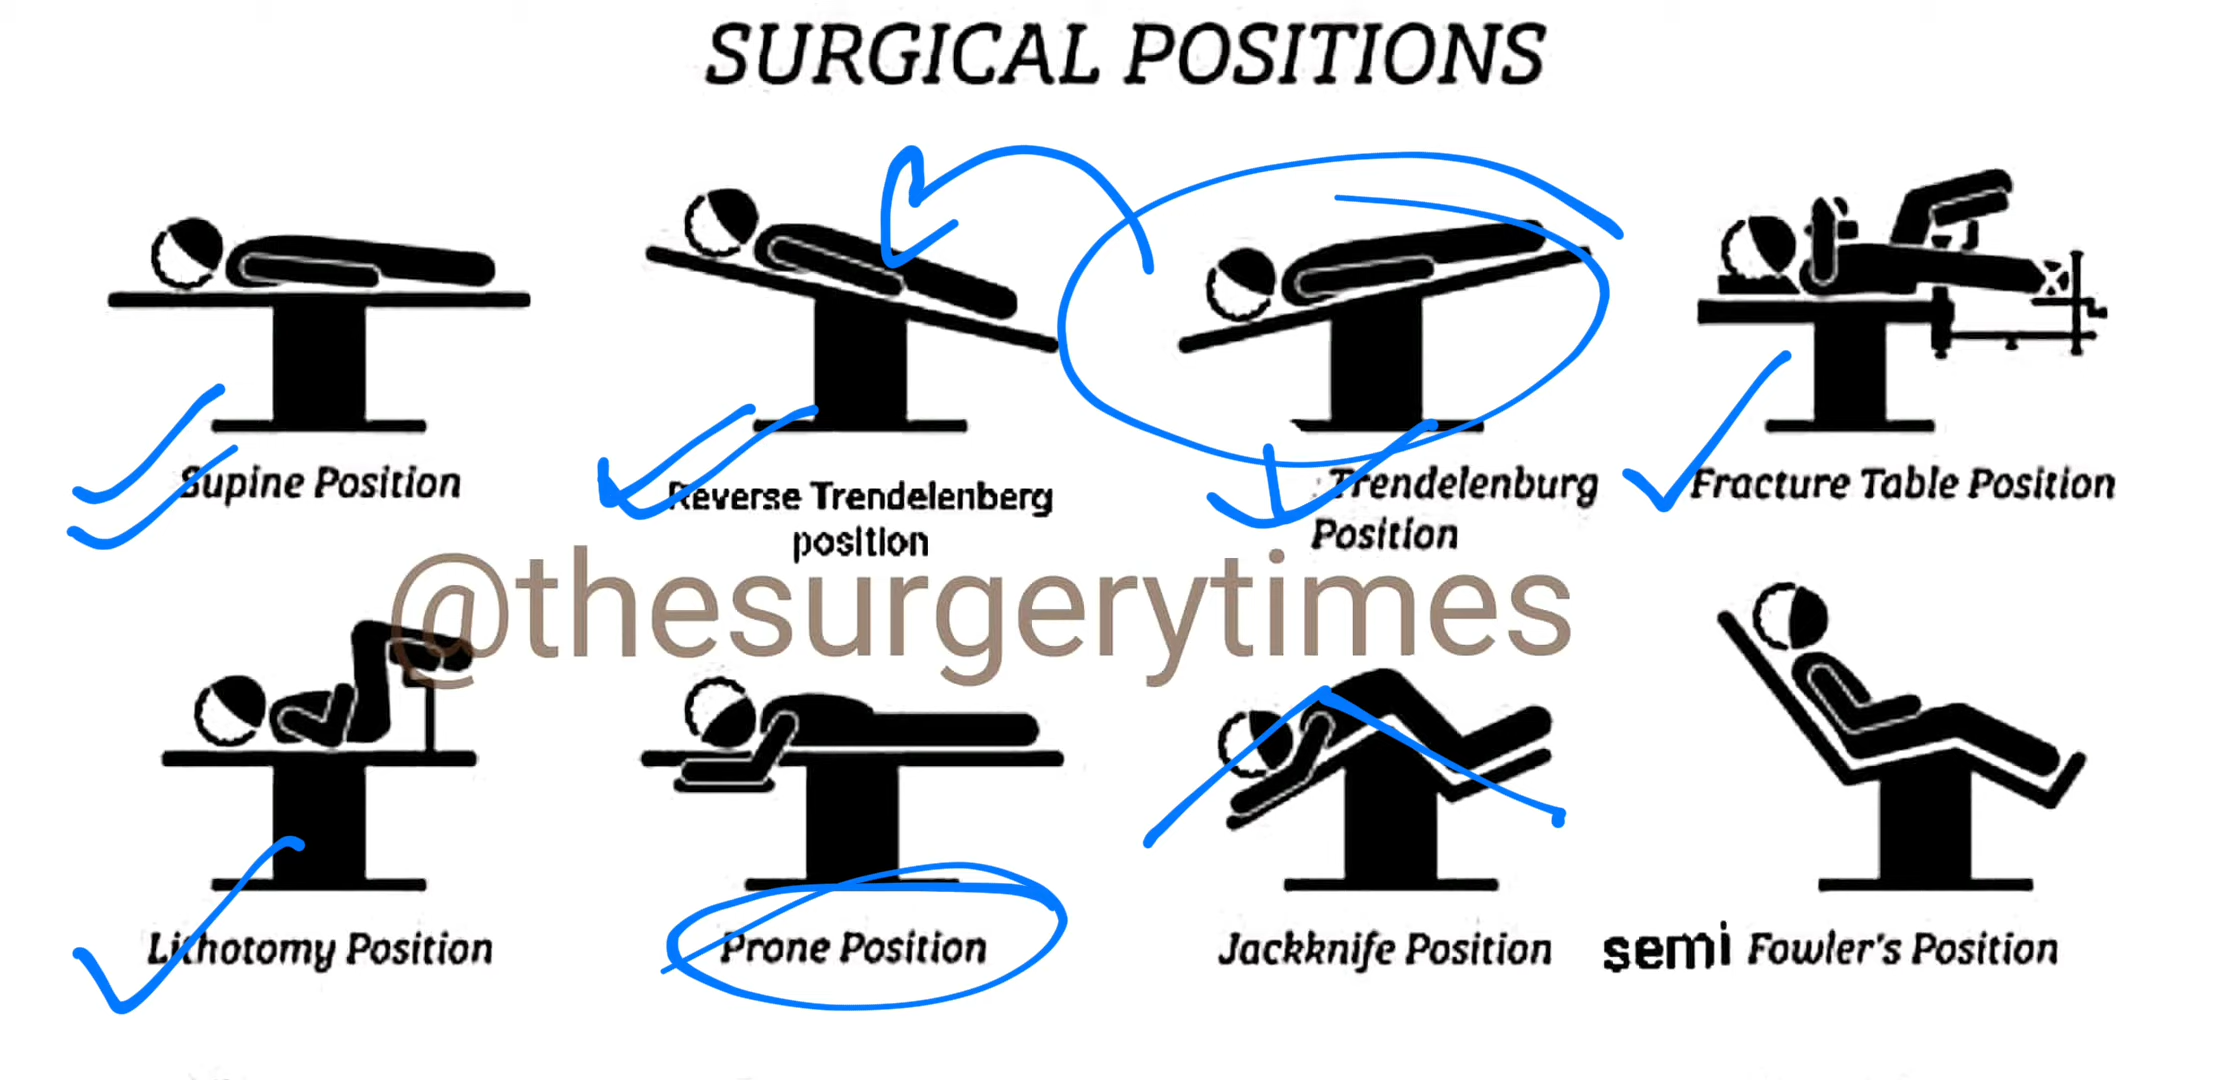 SURGICAL POSITIONS
Supine Position
Reverse Trendelenberg
position
Trendelenburg
Position
Fracture Table Position
@thesurgerytimes
Lithotomy Position
Prone Position
Jackknife Position
semi Fowler's Position